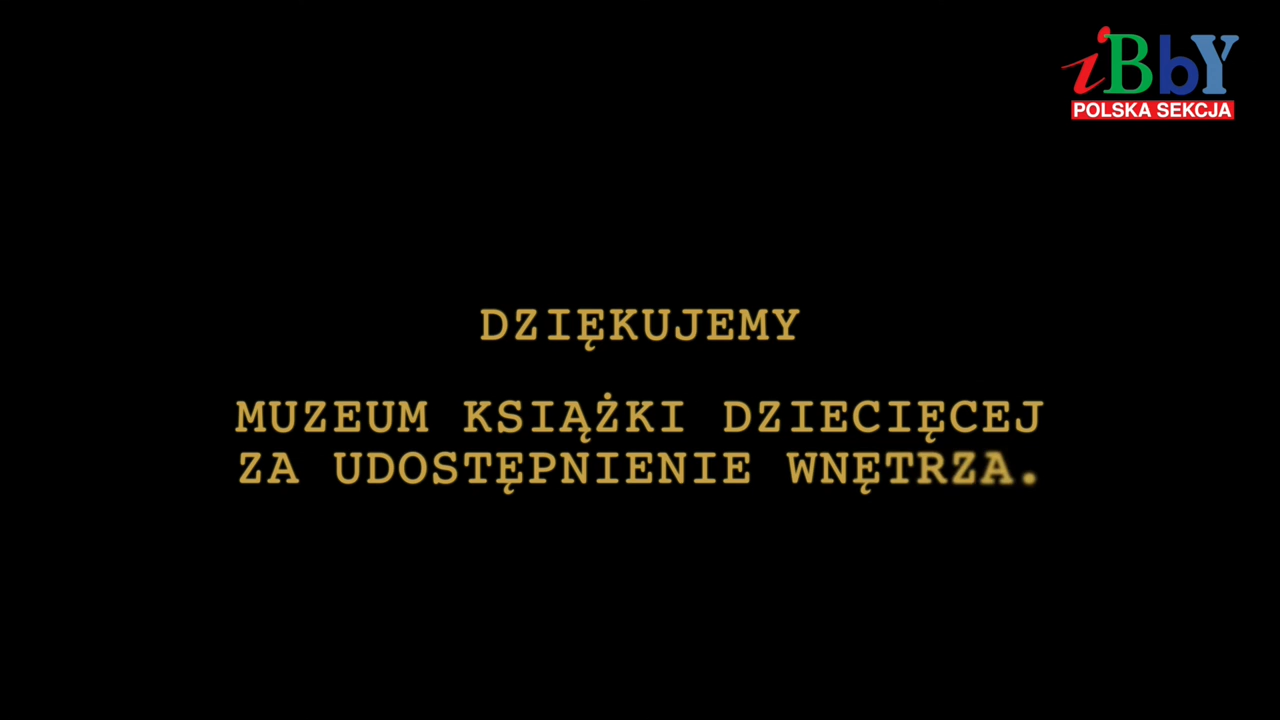 iBbY
POLSKA SEKCJA
DZIĘKUJEMY
MUZEUM KSIĄŻKI DZIECIĘCEJ
ZA UDOSTĘPNIENIE WNĘTRZA.